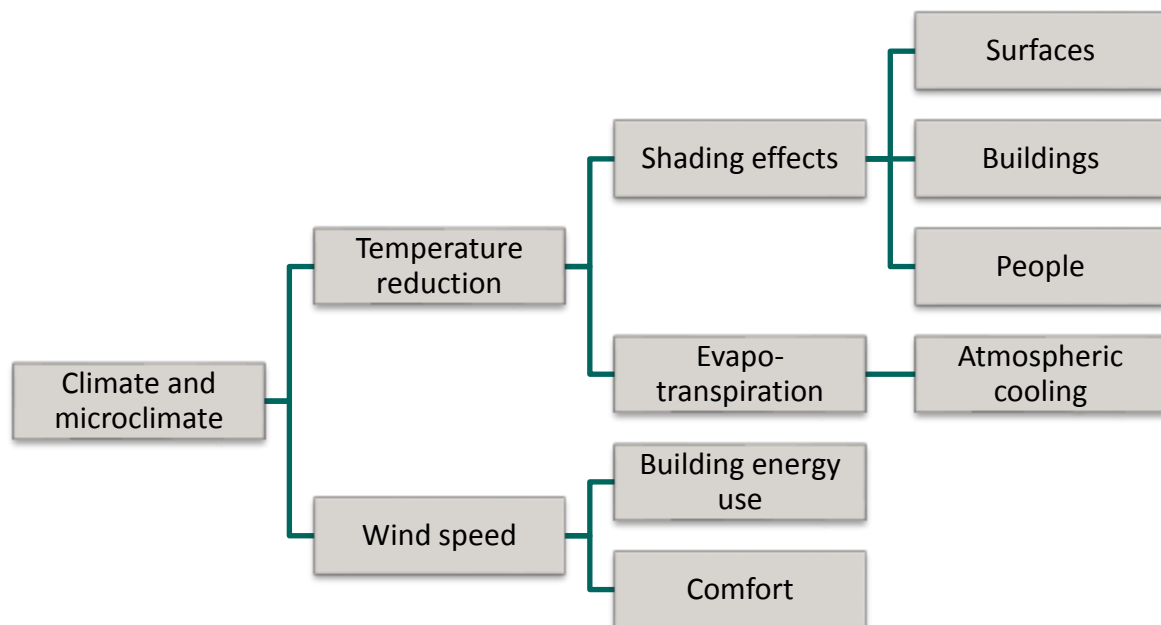 Surfaces
Shading effects
Buildings
Temperature
reduction
People
Evapo-
transpiration
Atmospheric
cooling
Climate and
microclimate
Building energy
use
Wind speed
Comfort